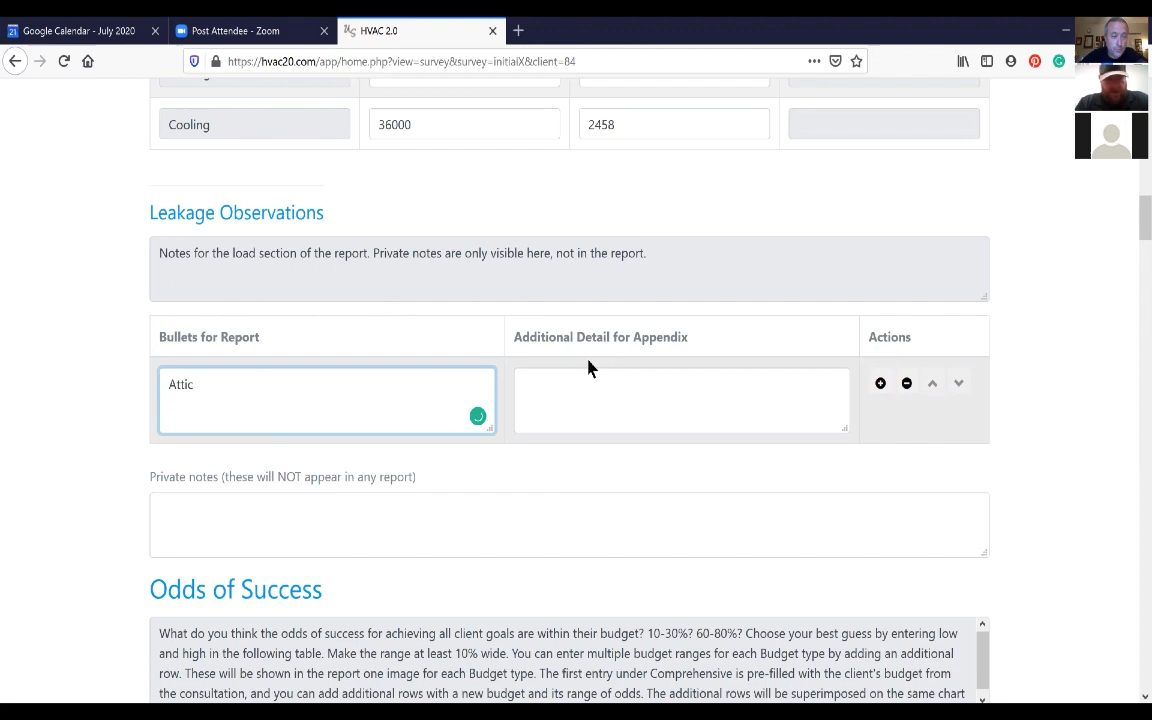 Google Calendar - July 2020
Post Attendee - Zoom
HVAC 2.0
https://hvac20.com/app/home.php?view=survey&survey=initialX&client=84
Cooling
36000
2458
Leakage Observations
Notes for the load section of the report. Private notes are only visible here, not in the report.
Bullets for Report
Additional Detail for Appendix
Actions
Attic
Private notes (these will NOT appear in any report)
Odds of Success
What do you think the odds of success for achieving all client goals are within their budget? 10-30%? 60-80%? Choose your best guess by entering low
and high in the following table. Make the range at least 10% wide. You can enter multiple budget ranges for each Budget type by adding an additional
row. These will be shown in the report one image for each Budget type. The first entry under Comprehensive is pre-filled with the client's budget from
the consultation, and you can add additional rows with a new budget and its range of odds. The additional rows will be superimposed on the same chart